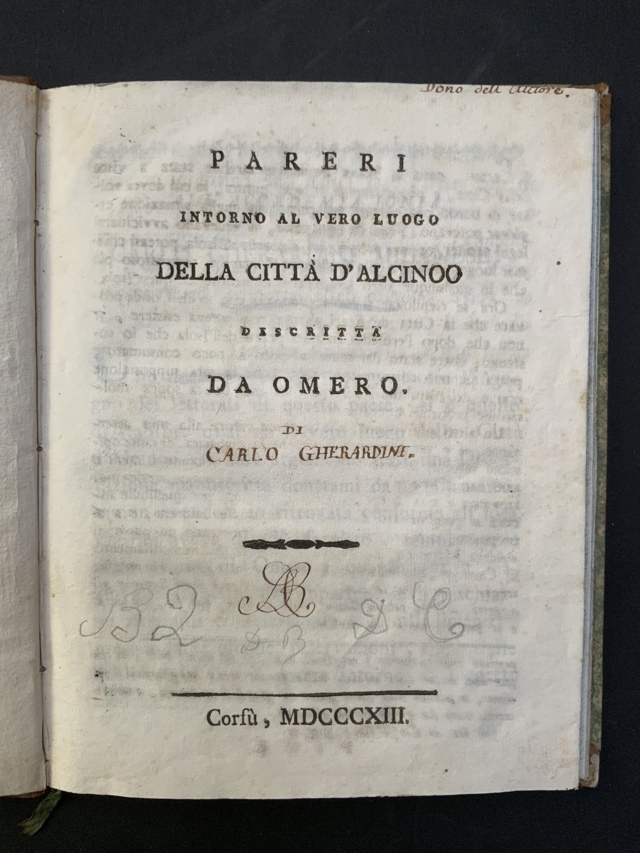 Dono dell'Autore.
PARERI
INTORNO AL VERO LUOGO
DELLA CITTÀ D'ALCINOO
DESCRITTA
DA OMERO.
DI
CARLO GHERARDINI.
B2 D C
D B
Corfù, MDCCCXIII.